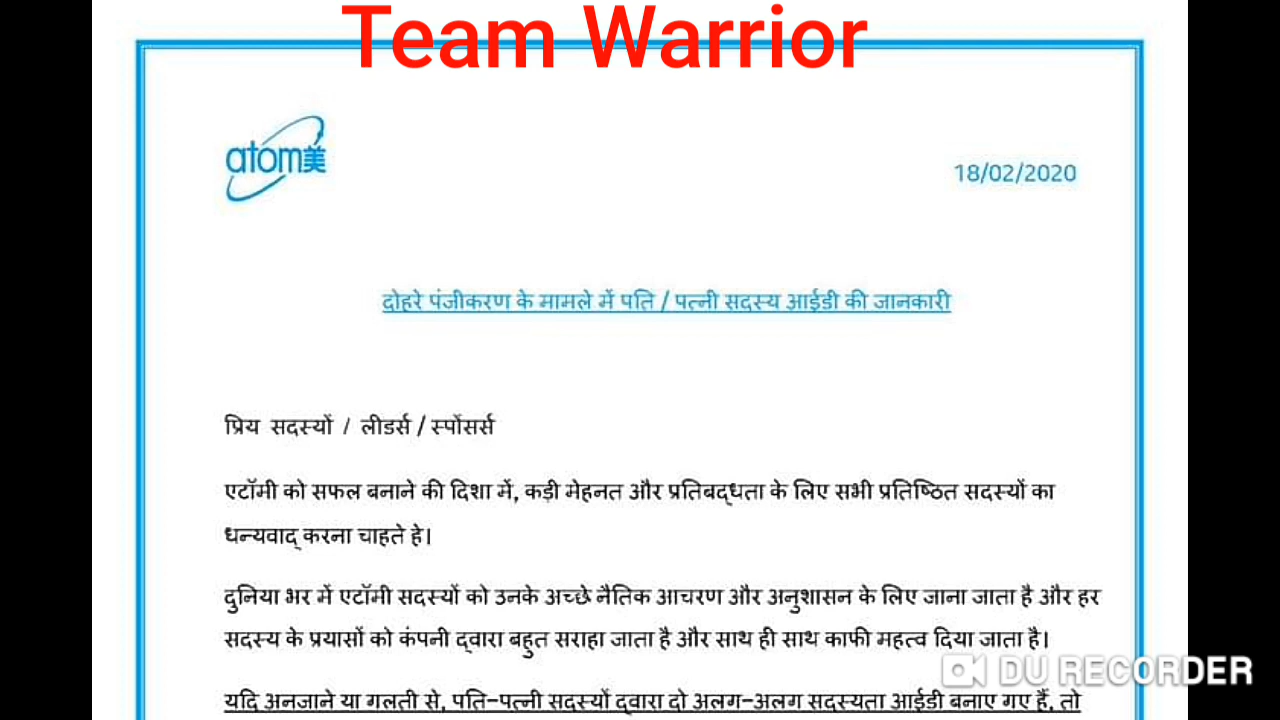 Team Warrior
atom美
18/02/2020
दोहरे पंजीकरण के मामले में पति / पत्नी सदस्य आईडी की जानकारी
प्रिय सदस्यों / लीडर्स / स्पोंसर्स
एटॉमी को सफल बनाने की दिशा में, कड़ी मेहनत और प्रतिबद्धता के लिए सभी प्रतिष्ठित सदस्यों का
धन्यवाद् करना चाहते हे।
दुनिया भर में एटॉमी सदस्यों को उनके अच्छे नैतिक आचरण और अनुशासन के लिए जाना जाता है और हर
सदस्य के प्रयासों को कंपनी द्वारा बहुत सराहा जाता है और साथ ही साथ काफी महत्व दिया जाता है।
DU RECORDER
यदि अनजाने या गलती से, पति-पत्नी सदस्यों द्वारा दो अलग-अलग सदस्यता आईडी बनाए गए हैं, तो